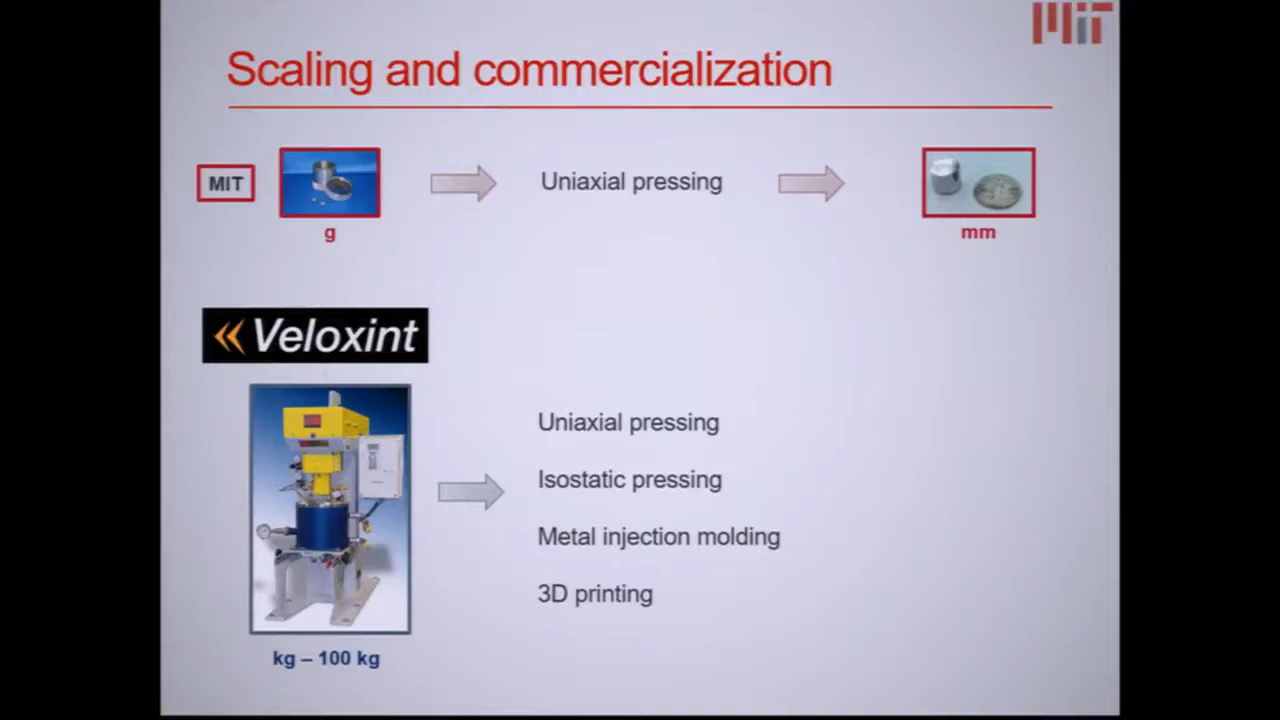 MIT
Scaling and commercialization
MIT
Uniaxial pressing
g
mm
Veloxint
Uniaxial pressing
Isostatic pressing
Metal injection molding
3D printing
kg – 100 kg